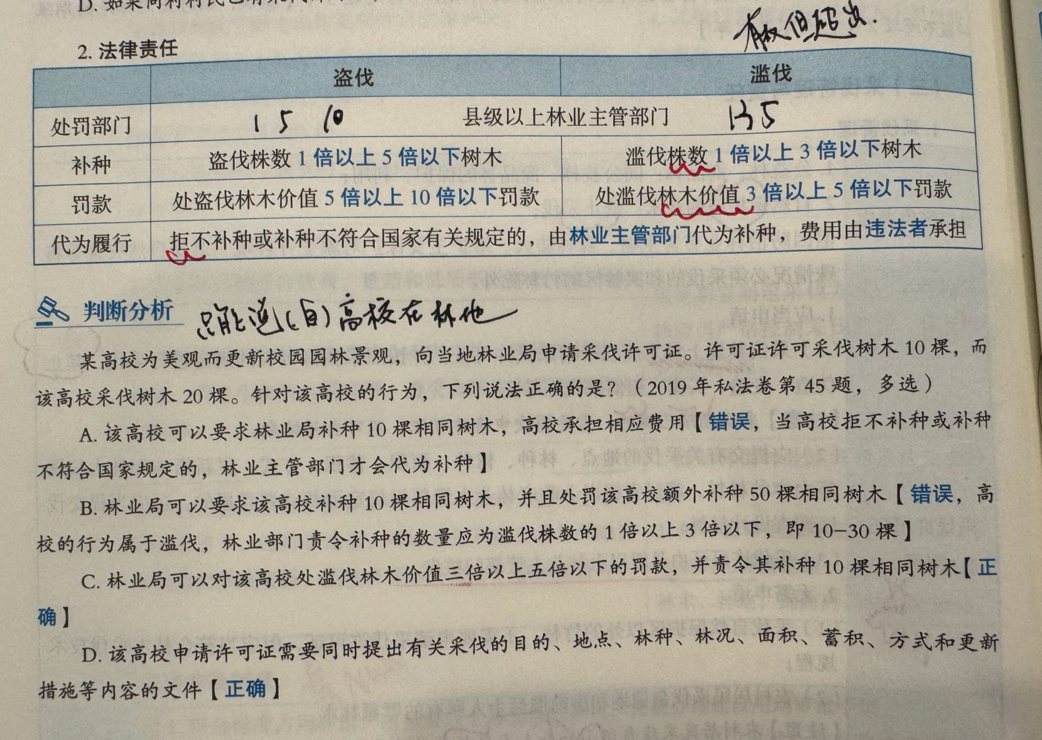 D. 如果
有权但超出.
2. 法律责任
盗伐 滥伐
处罚部门 1 5 10 县级以上林业主管部门 135
补种 盗伐株数 1 倍以上 5 倍以下树木 滥伐株数 1 倍以上 3 倍以下树木
罚款 处盗伐林木价值 5 倍以上 10 倍以下罚款 处滥伐林木价值 3 倍以上 5 倍以下罚款
代为履行 拒不补种或补种不符合国家有关规定的，由林业主管部门代为补种，费用由违法者承担
判断分析 只能选(自)高校在林地
某高校为美观而更新校园园林景观，向当地林业局申请采伐许可证。许可证许可采伐树木 10 棵，而
该高校采伐树木 20 棵。针对该高校的行为，下列说法正确的是？（2019 年私法卷第 45 题，多选）
A. 该高校可以要求林业局补种 10 棵相同树木，高校承担相应费用【错误，当高校拒不补种或补种
不符合国家规定的，林业主管部门才会代为补种】
B. 林业局可以要求该高校补种 10 棵相同树木，并且处罚该高校额外补种 50 棵相同树木【错误，高
校的行为属于滥伐，林业部门责令补种的数量应为滥伐株数的 1 倍以上 3 倍以下，即 10—30 棵】
C. 林业局可以对该高校处滥伐林木价值三倍以上五倍以下的罚款，并责令其补种 10 棵相同树木【正
确】
D. 该高校申请许可证需要同时提出有关采伐的目的、地点、林种、林况、面积、蓄积、方式和更新
措施等内容的文件【正确】